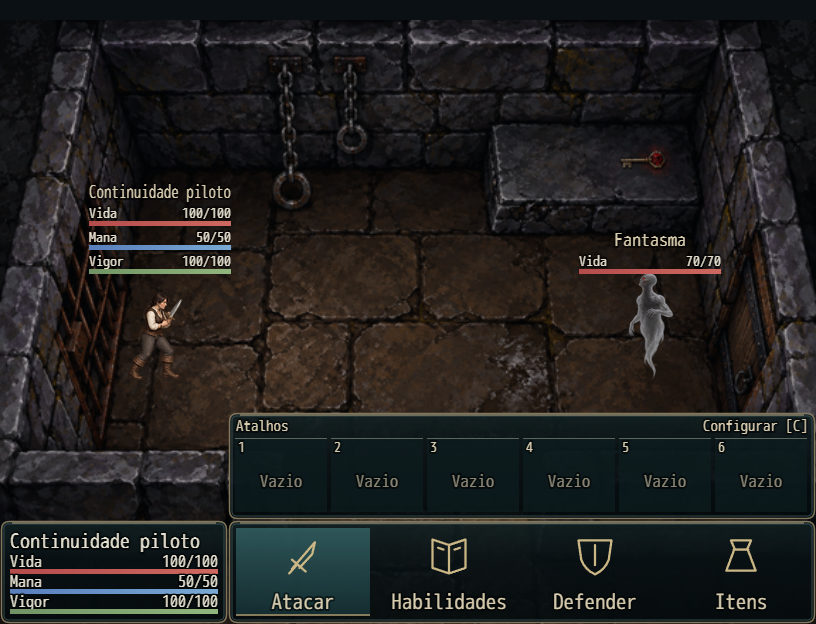 Continuidade piloto
Vida 100/100
Mana 50/50
Vigor 100/100
Fantasma
Vida 70/70
Atalhos Configurar [C]
1 2 3 4 5 6
Vazio Vazio Vazio Vazio Vazio Vazio
Continuidade piloto
Vida 100/100
Mana 50/50
Vigor 100/100
Atacar Habilidades Defender Itens